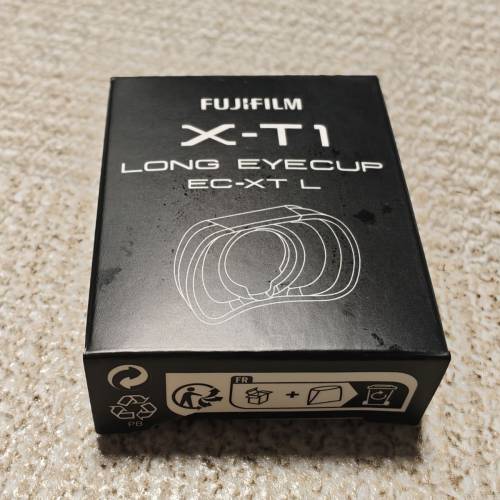 FUJIFILM
X-T1
LONG EYECUP
EC-XT L
FR
+
PB